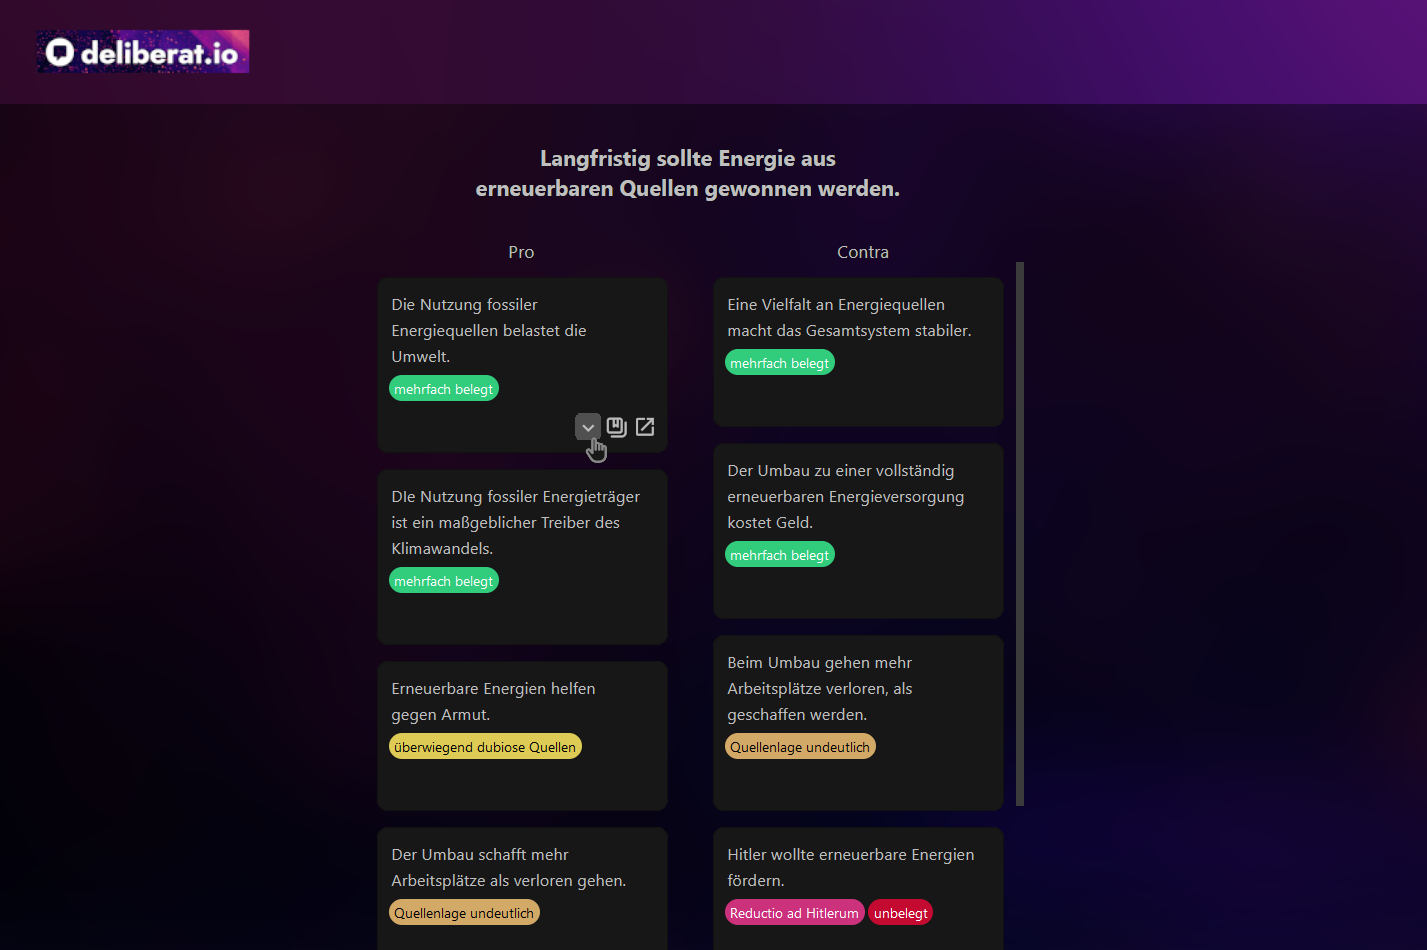 deliberat.io
Langfristig sollte Energie aus
erneuerbaren Quellen gewonnen werden.
Pro
Die Nutzung fossiler
Energiequellen belastet die
Umwelt.
mehrfach belegt
DIe Nutzung fossiler Energieträger
ist ein maßgeblicher Treiber des
Klimawandels.
mehrfach belegt
Erneuerbare Energien helfen
gegen Armut.
überwiegend dubiose Quellen
Der Umbau schafft mehr
Arbeitsplätze als verloren gehen.
Quellenlage undeutlich
Contra
Eine Vielfalt an Energiequellen
macht das Gesamtsystem stabiler.
mehrfach belegt
Der Umbau zu einer vollständig
erneuerbaren Energieversorgung
kostet Geld.
mehrfach belegt
Beim Umbau gehen mehr
Arbeitsplätze verloren, als
geschaffen werden.
Quellenlage undeutlich
Hitler wollte erneuerbare Energien
fördern.
Reductio ad Hitlerum unbelegt